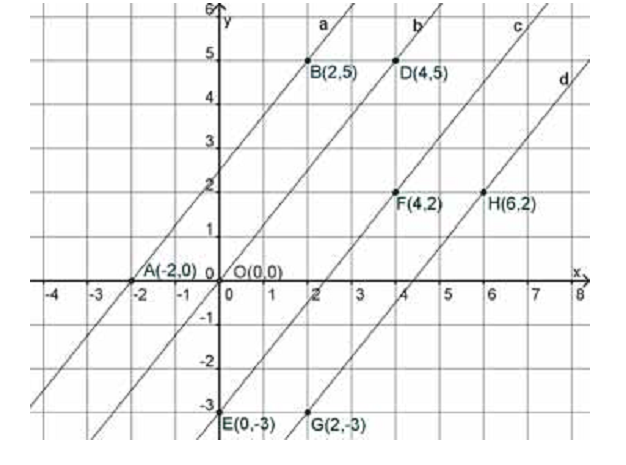 6 y a b c
5 B(2,5) D(4,5) d
4
3
2 F(4,2) H(6,2)
1
A(-2,0) 0 O(0,0) x
-4 -3 -2 -1 0 1 2 3 4 5 6 7 8
-1
-2
-3
E(0,-3) G(2,-3)